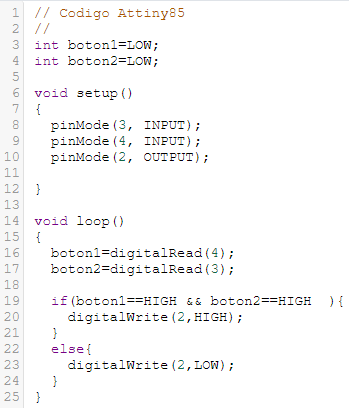 1 // Codigo Attiny85
2 //
3 int boton1=LOW;
4 int boton2=LOW;
5
6 void setup()
7 {
8   pinMode(3, INPUT);
9   pinMode(4, INPUT);
10   pinMode(2, OUTPUT);
11
12 }
13
14 void loop()
15 {
16   boton1=digitalRead(4);
17   boton2=digitalRead(3);
18
19   if(boton1==HIGH && boton2==HIGH  ){
20     digitalWrite(2,HIGH);
21   }
22   else{
23     digitalWrite(2,LOW);
24   }
25 }